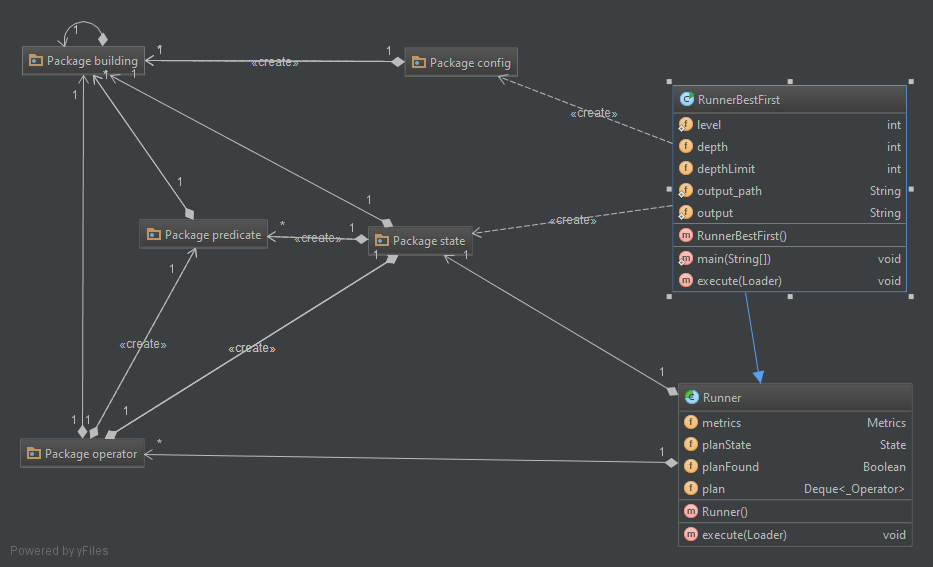 1
Package building
*
«create»
1
Package config
1
1
1
«create»
RunnerBestFirst
level int
depth int
depthLimit int
output_path String
output String
RunnerBestFirst()
main(String[]) void
execute(Loader) void
1
1
Package predicate
*
«create»
1
Package state
«create»
1
1
1
«create»
«create»
1
1
1
1
Package operator
*
1
1
Runner
metrics Metrics
planState State
planFound Boolean
plan Deque<_Operator>
Runner()
execute(Loader) void
Powered by yFiles